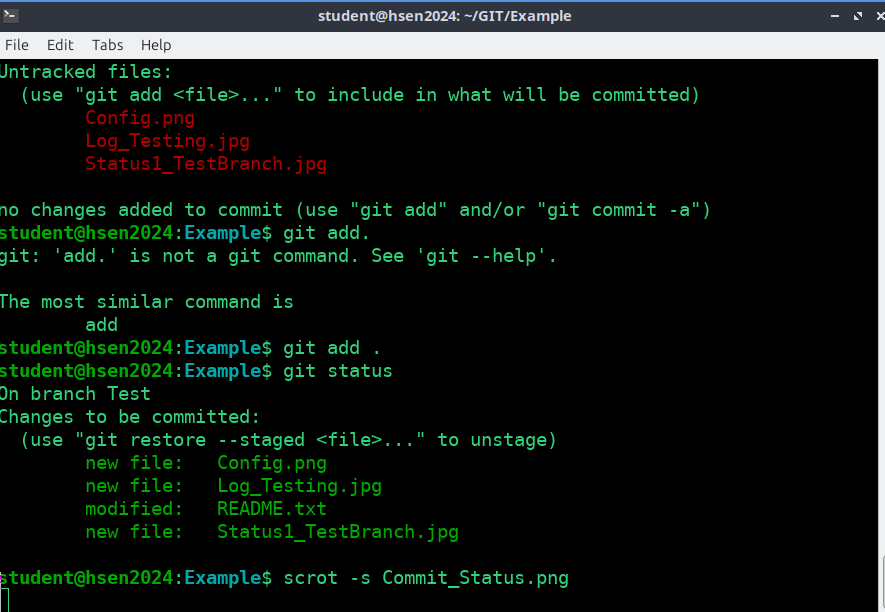 student@hsen2024: ~/GIT/Example
File Edit Tabs Help
Untracked files:
  (use "git add <file>..." to include in what will be committed)
        Config.png
        Log_Testing.jpg
        Status1_TestBranch.jpg

no changes added to commit (use "git add" and/or "git commit -a")
student@hsen2024:Example$ git add.
git: 'add.' is not a git command. See 'git --help'.

The most similar command is
        add
student@hsen2024:Example$ git add .
student@hsen2024:Example$ git status
On branch Test
Changes to be committed:
  (use "git restore --staged <file>..." to unstage)
        new file:   Config.png
        new file:   Log_Testing.jpg
        modified:   README.txt
        new file:   Status1_TestBranch.jpg

student@hsen2024:Example$ scrot -s Commit_Status.png